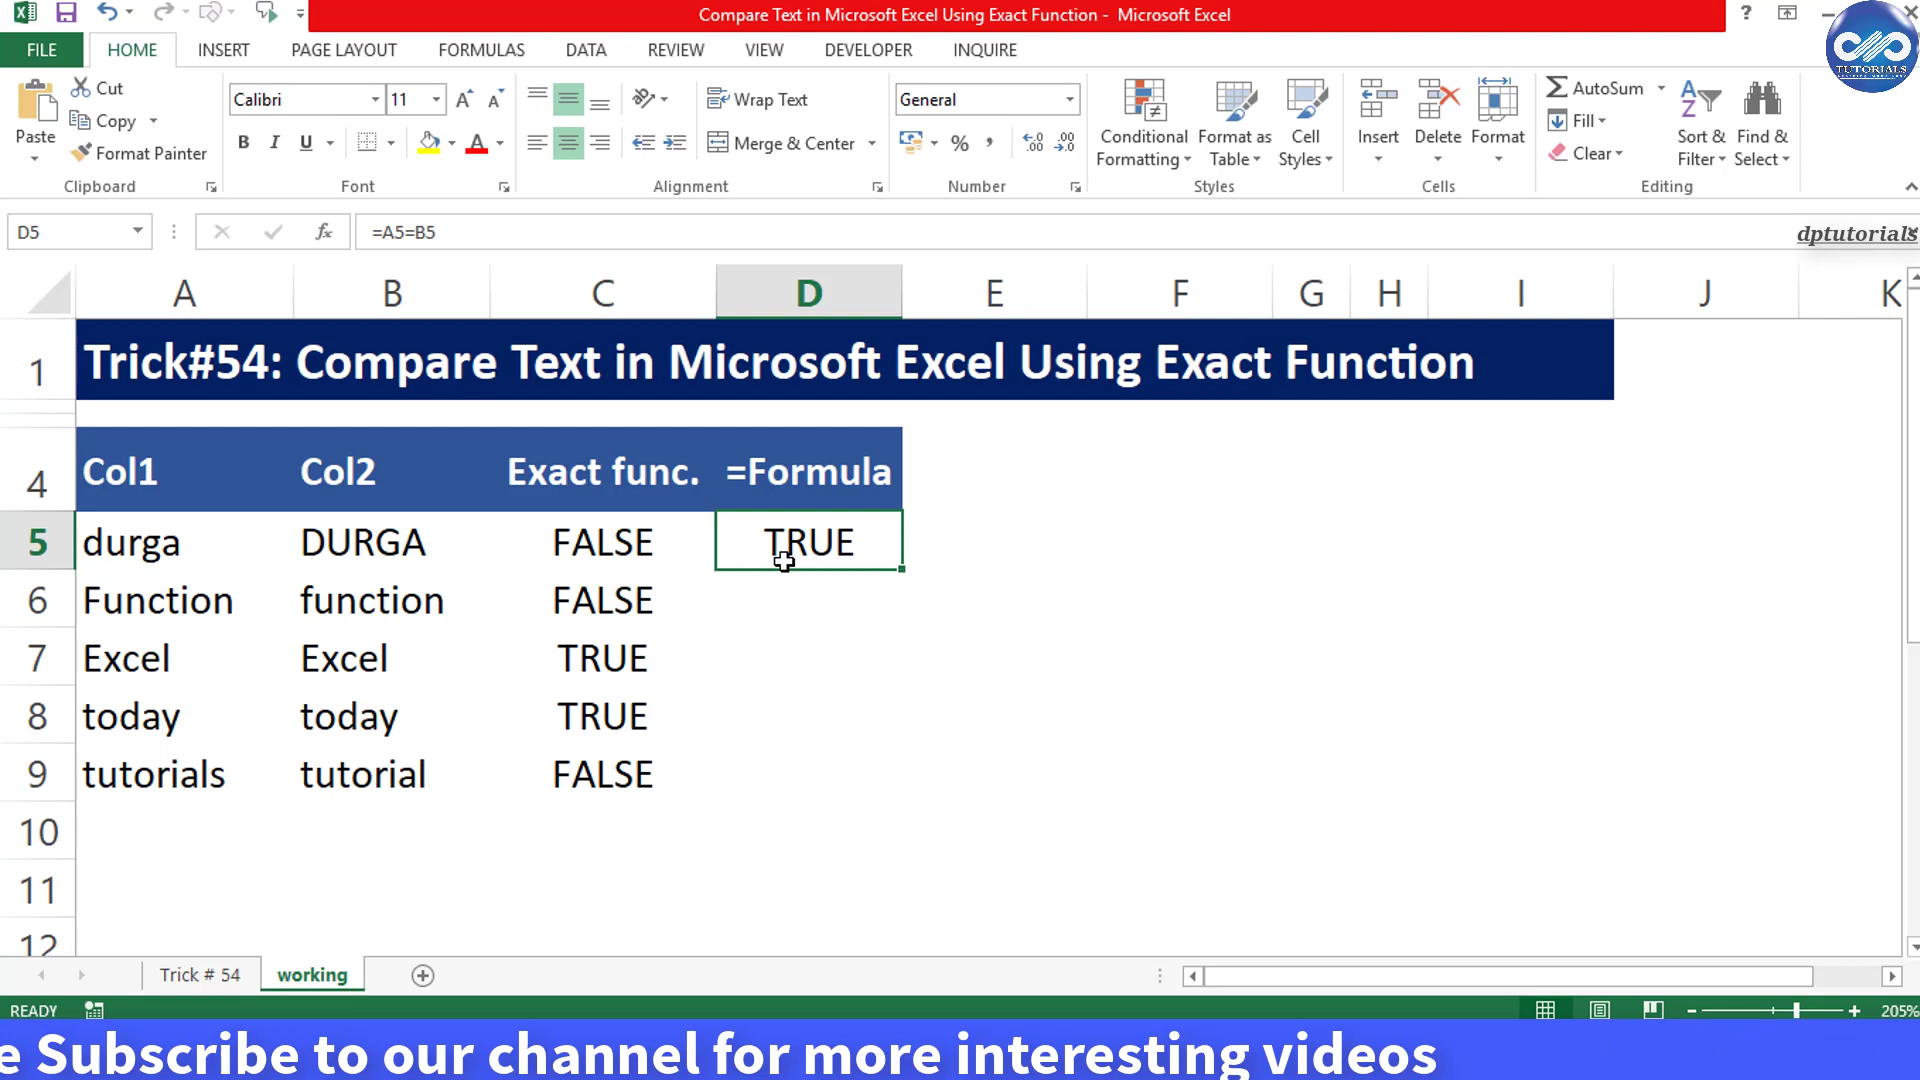 Compare Text in Microsoft Excel Using Exact Function - Microsoft Excel
?
FILE HOME INSERT PAGE LAYOUT FORMULAS DATA REVIEW VIEW DEVELOPER INQUIRE
TUTORIALS
Paste
Cut
Copy
Format Painter
Clipboard
Calibri 11
B I U
Font
Wrap Text
Merge & Center
Alignment
General
%
Number
Conditional Formatting
Format as Table
Cell Styles
Styles
Insert
Delete
Format
Cells
AutoSum
Fill
Clear
Sort & Filter
Find & Select
Editing
D5 fx =A5=B5
dptutorials
A B C D E F G H I J K
1 Trick#54: Compare Text in Microsoft Excel Using Exact Function
4 Col1 Col2 Exact func. =Formula
5 durga DURGA FALSE TRUE
6 Function function FALSE
7 Excel Excel TRUE
8 today today TRUE
9 tutorials tutorial FALSE
10
11
12
Trick # 54 working
READY 205%
e Subscribe to our channel for more interesting videos